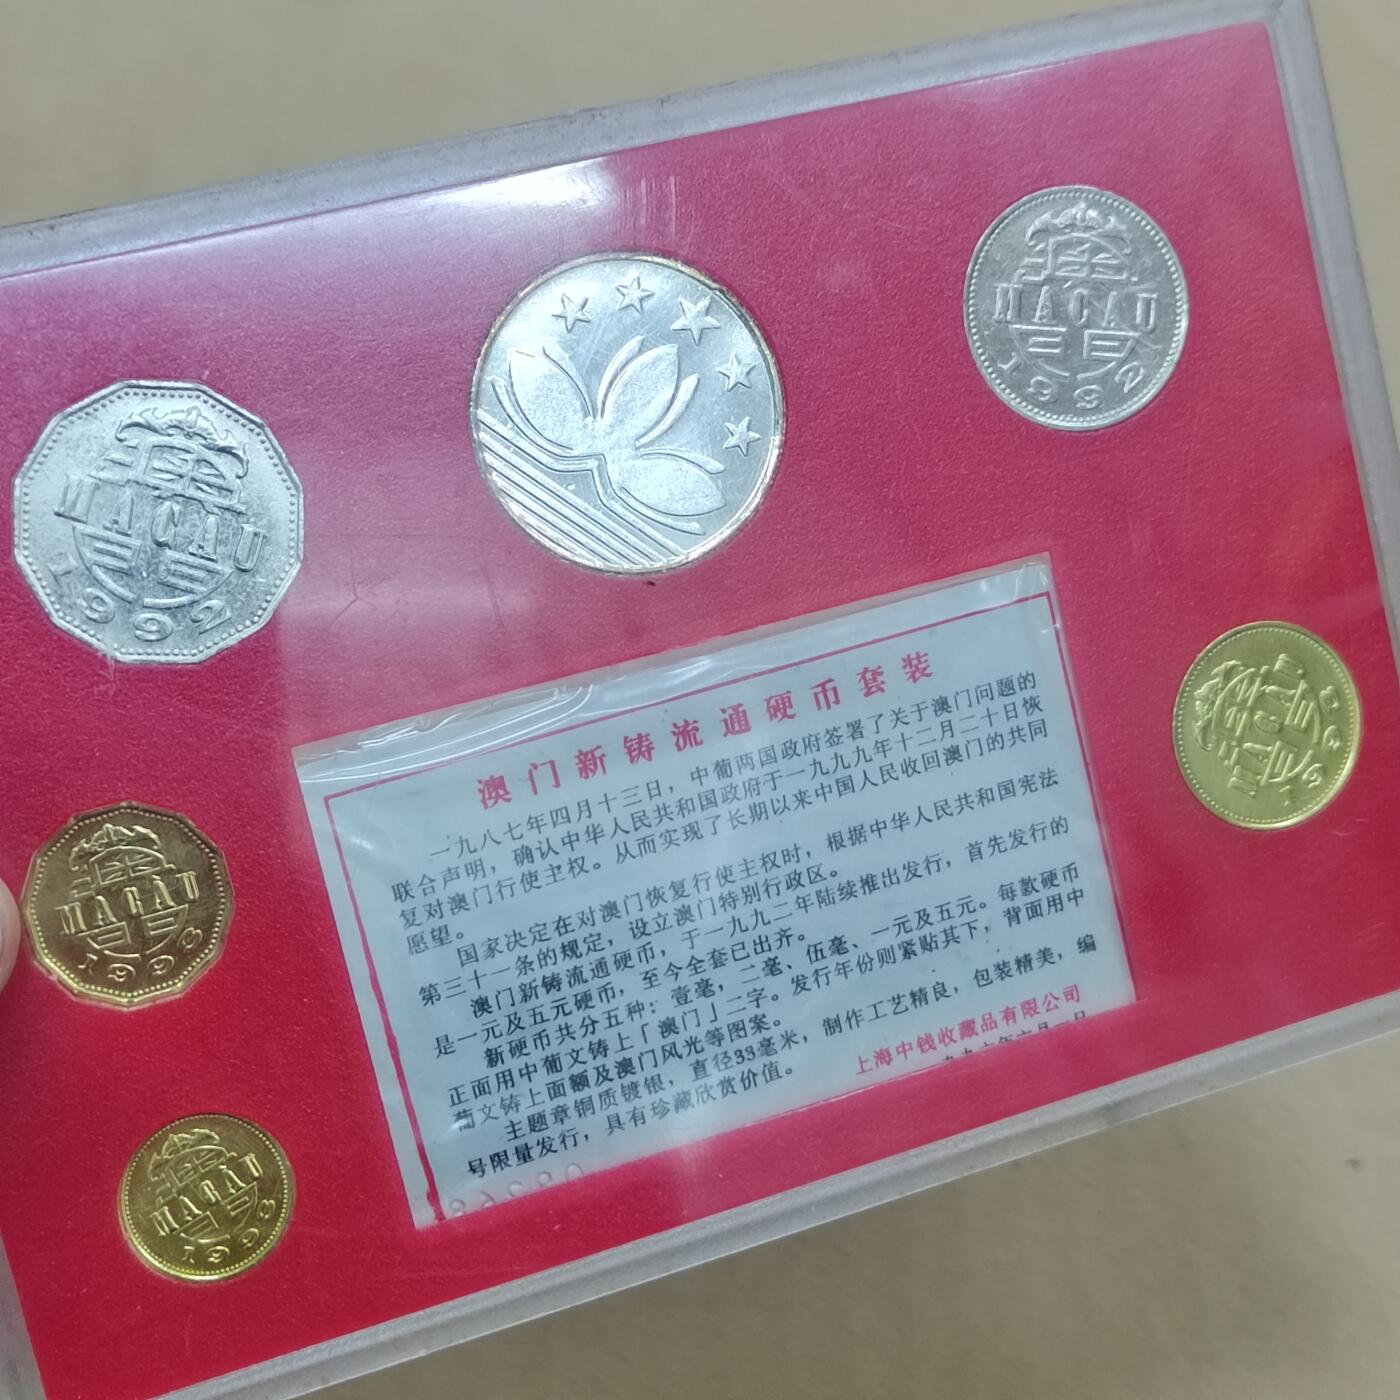 MACAU
1992
MACAU
1992
MACAU
1993
MACAU
1993
MACAU
1993
澳门新铸流通硬币套装
一九八七年四月十三日，中葡两国政府签署了关于澳门问题的
联合声明，确认中华人民共和国政府于一九九九年十二月二十日恢
复对澳门行使主权。从而实现了长期以来中国人民收回澳门的共同
愿望。
国家决定在对澳门恢复行使主权时，根据中华人民共和国宪法
第三十一条的规定，设立澳门特别行政区。
澳门新铸流通硬币，于一九九二年陆续推出发行，首先发行的
是一元及五元硬币，至今全套已出齐。
新硬币共分五种：壹毫，二毫、伍毫、一元及五元。每款硬币
正面用中葡文铸上「澳门」二字。发行年份则紧贴其下，背面用中
葡文铸上面额及澳门风光等图案。
主题章铜质镀银，直径33毫米，制作工艺精良，包装精美，编
号限量发行，具有珍藏欣赏价值。
上海中钱收藏品有限公司